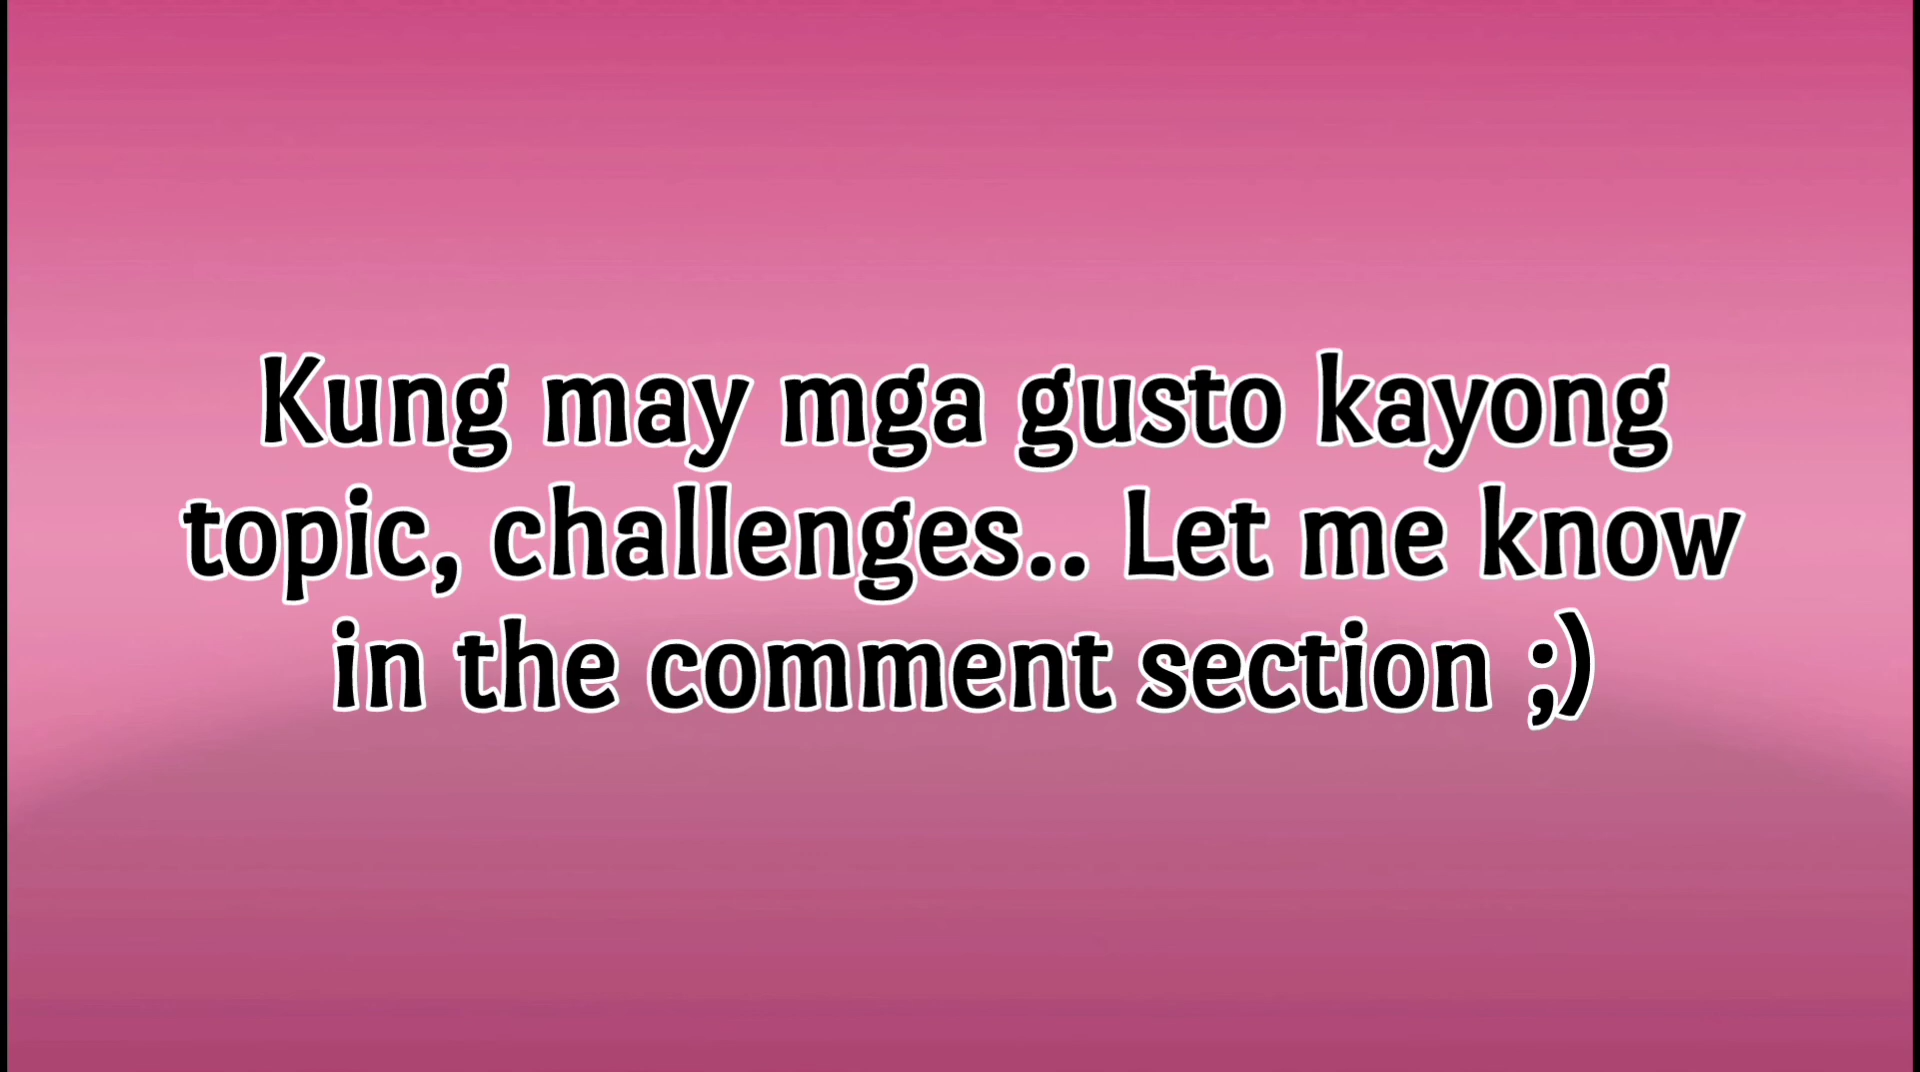 Kung may mga gusto kayong
topic, challenges.. Let me know
in the comment section ;)